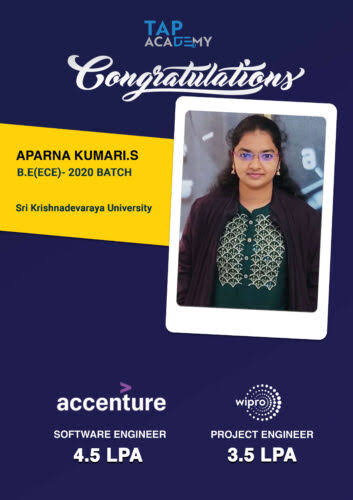 TAP
ACADEMY
Congratulations
APARNA KUMARI.S
B.E(ECE)- 2020 BATCH
Sri Krishnadevaraya University
accenture
SOFTWARE ENGINEER
4.5 LPA
wipro
PROJECT ENGINEER
3.5 LPA